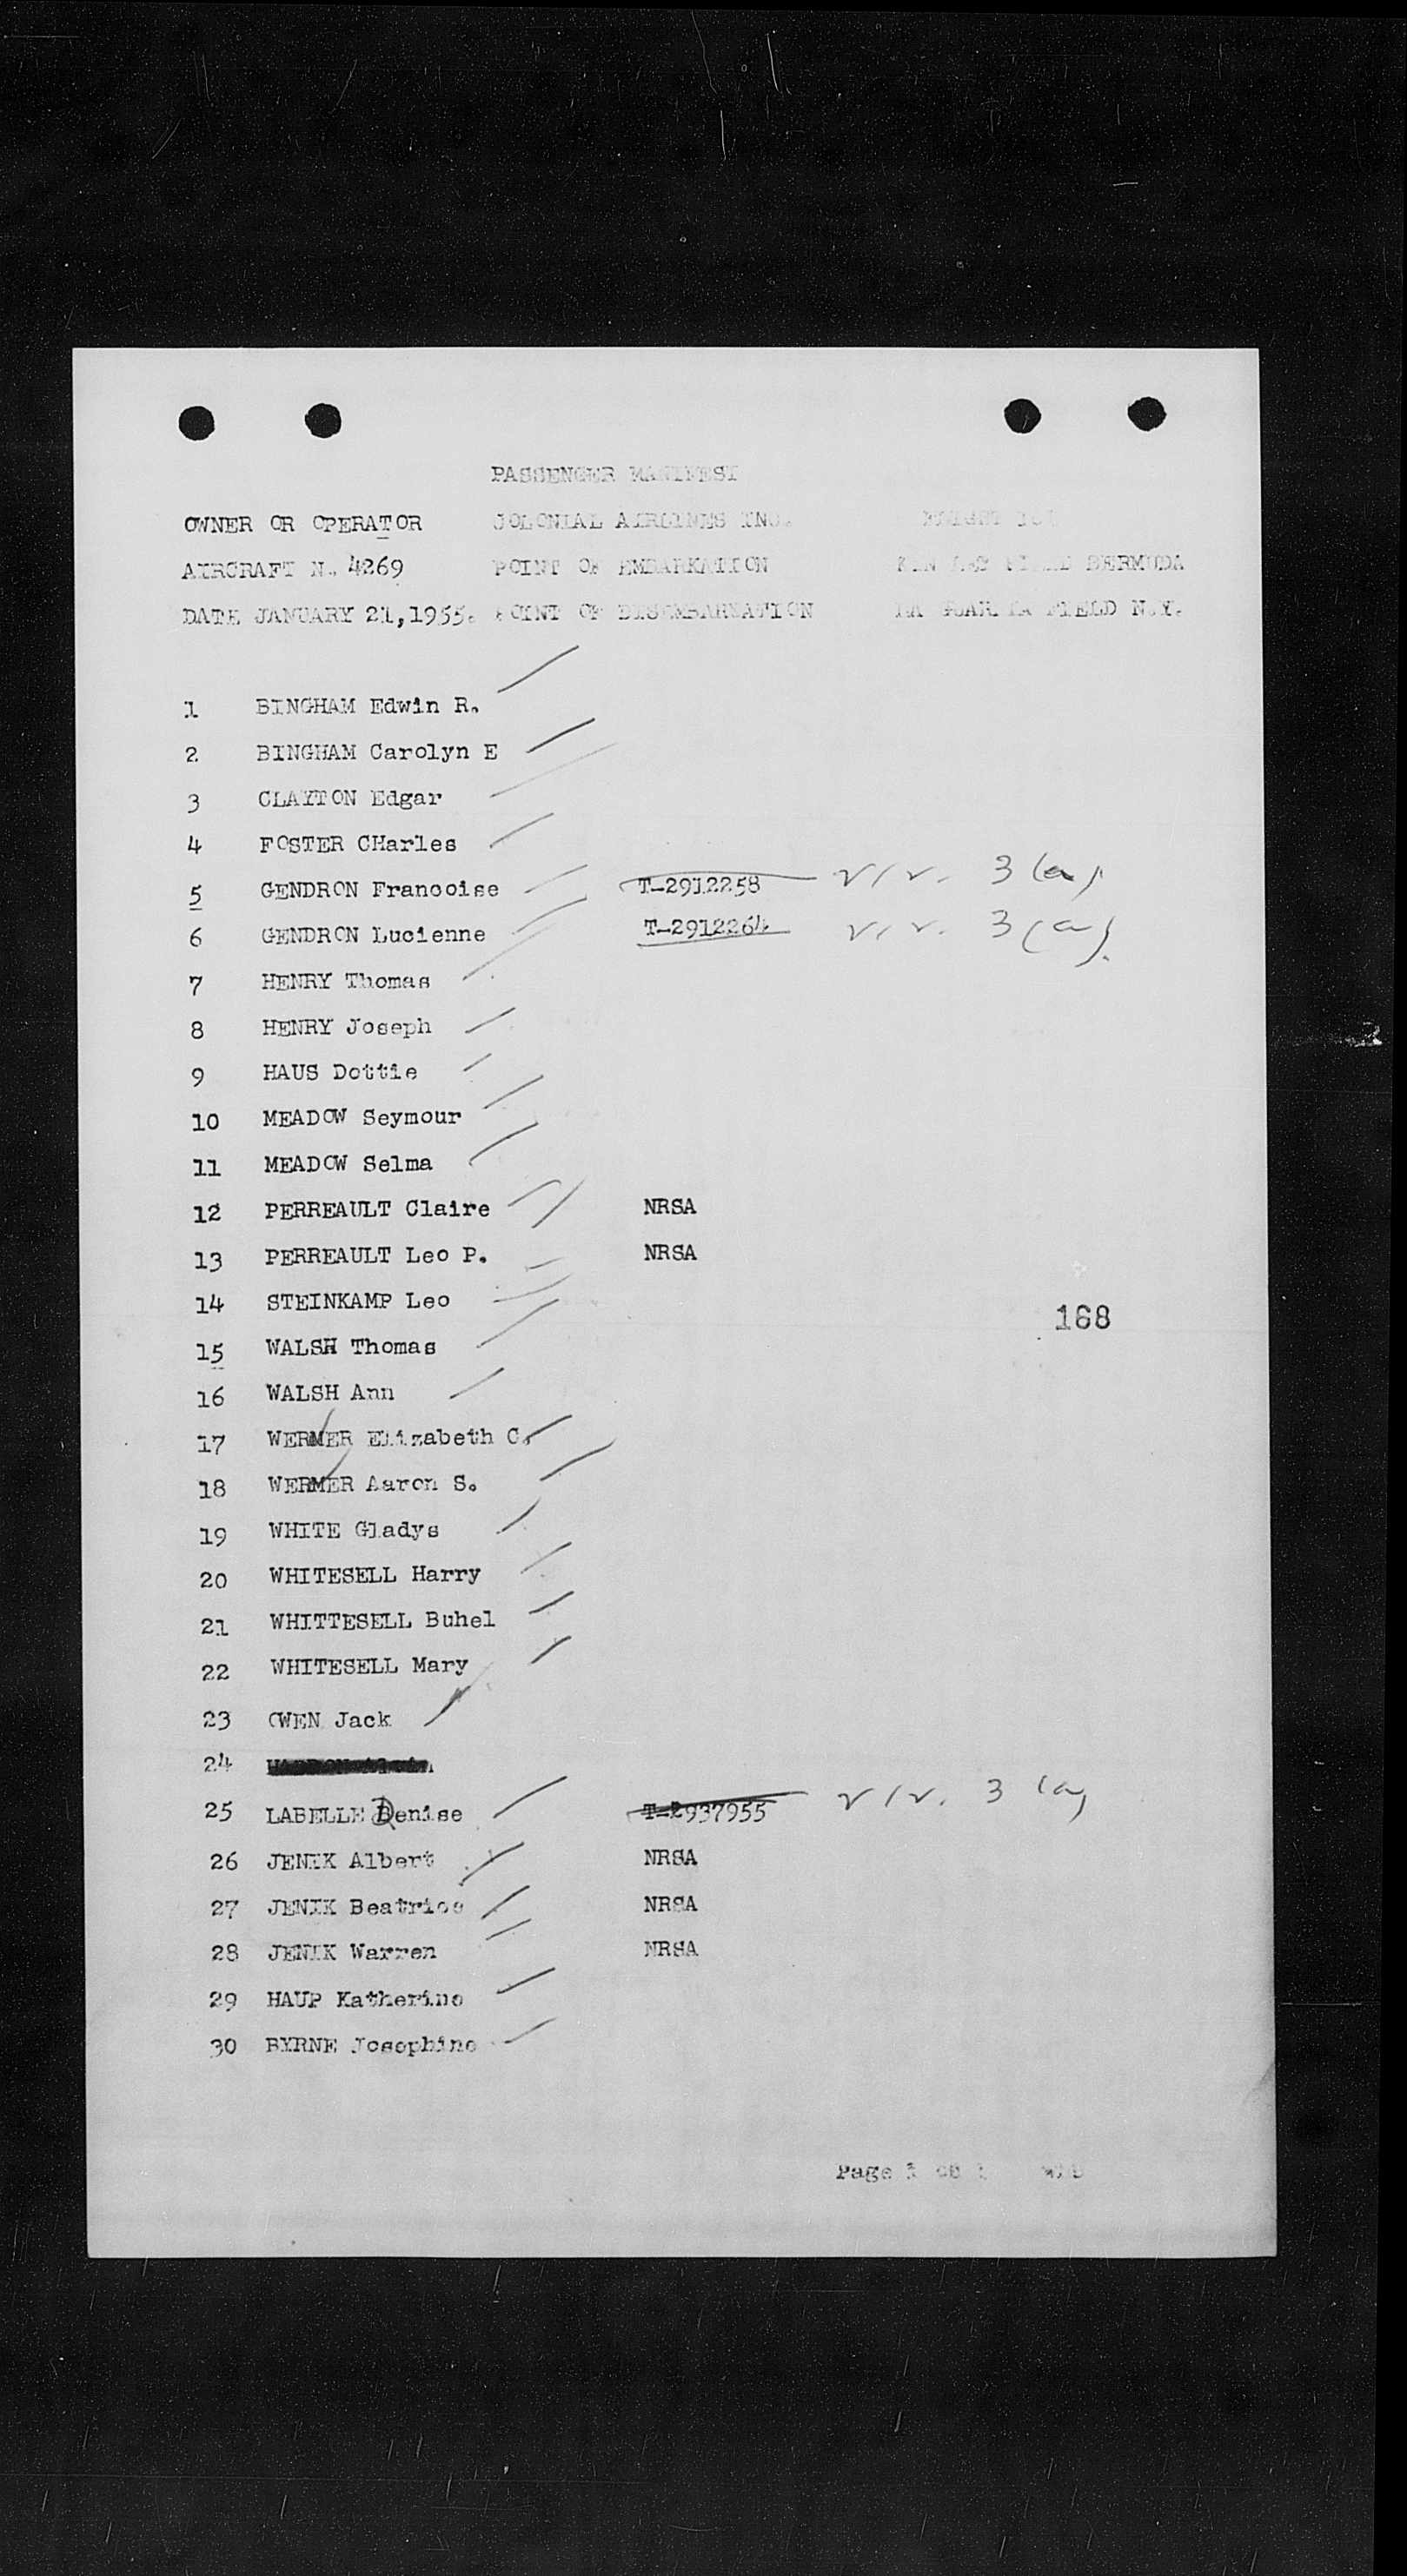 PASSENGER MANIFEST
OWNER OR OPERATOR COLONIAL AIRLINES INC.
AIRCRAFT N. 4269 POINT OF EMBARKATION FIELD BERMUDA
DATE JANUARY 21,1955. POINT OF DISEMBARKATION LA GUARDIA FIELD N.Y.
1 BINGHAM Edwin R.
2 BINGHAM Carolyn E
3 CLAYTON Edgar
4 FOSTER CHarles
5 GENDRON Francoise T-2912258 3 (a)
6 GENDRON Lucienne T-2912264 3 (a).
7 HENRY Thomas
8 HENRY Joseph
9 HAUS Dottie
10 MEADOW Seymour
11 MEADOW Selma
12 PERREAULT Claire NRSA
13 PERREAULT Leo P. NRSA
14 STEINKAMP Leo
168
15 WALSH Thomas
16 WALSH Ann
17 WERMER Elizabeth C.
18 WERMER Aaron S.
19 WHITE Gladys
20 WHITESELL Harry
21 WHITTESELL Buhel
22 WHITESELL Mary
23 OWEN Jack
24
25 LABELLE Denise T-2937955 3 (a)
26 JENIK Albert NRSA
27 JENIK Beatrice NRSA
28 JENIK Warren NRSA
29 HAUP Katherine
30 BYRNE Josephine
Page